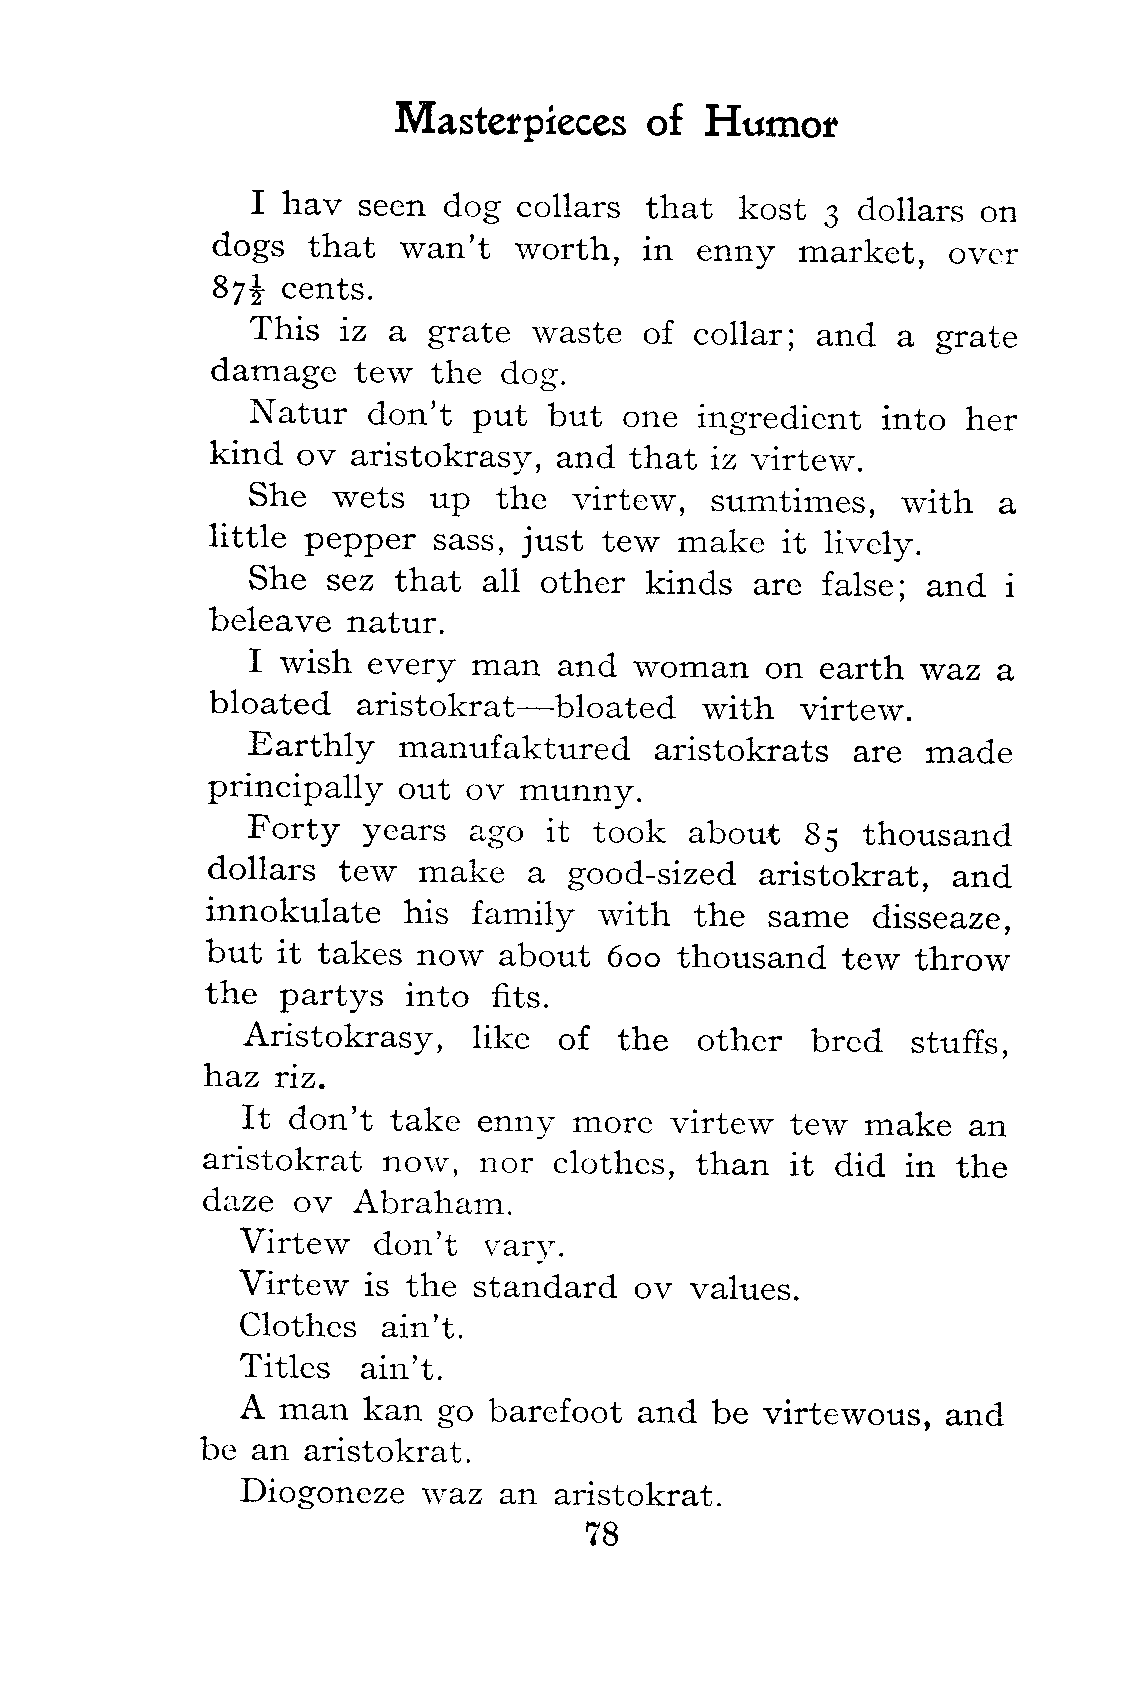 Masterpieces of Humor
I hav seen dog collars that kost 3 dollars on
dogs that wan't worth, in enny market, over
87½ cents.
This iz a grate waste of collar; and a grate
damage tew the dog.
Natur don't put but one ingredient into her
kind ov aristokrasy, and that iz virtew.
She wets up the virtew, sumtimes, with a
little pepper sass, just tew make it lively.
She sez that all other kinds are false; and i
beleave natur.
I wish every man and woman on earth waz a
bloated aristokrat—bloated with virtew.
Earthly manufaktured aristokrats are made
principally out ov munny.
Forty years ago it took about 85 thousand
dollars tew make a good-sized aristokrat, and
innokulate his family with the same disseaze,
but it takes now about 600 thousand tew throw
the partys into fits.
Aristokrasy, like of the other bred stuffs,
haz riz.
It don't take enny more virtew tew make an
aristokrat now, nor clothes, than it did in the
daze ov Abraham.
Virtew don't vary.
Virtew is the standard ov values.
Clothes ain't.
Titles ain't.
A man kan go barefoot and be virtewous, and
be an aristokrat.
Diogoneze waz an aristokrat.
78